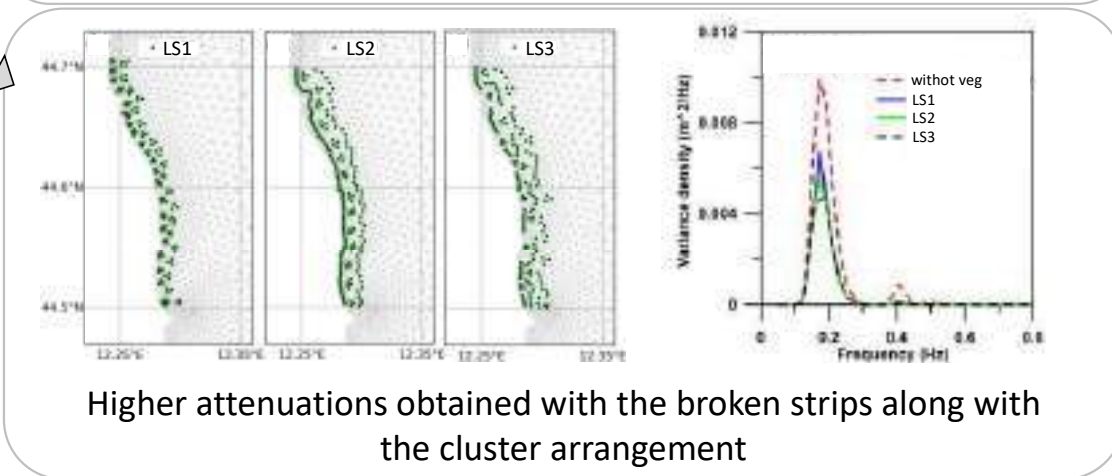 LS1
LS2
LS3
44.7°N
44.6°N
44.5°N
12.25°E
12.35°E
12.25°E
12.35°E
12.25°E
12.35°E
0.012
0.008
0.004
0
Variance density (m^2/Hz)
withot veg
LS1
LS2
LS3
0
0.2
0.4
0.6
0.8
Frequency (Hz)
Higher attenuations obtained with the broken strips along with
the cluster arrangement